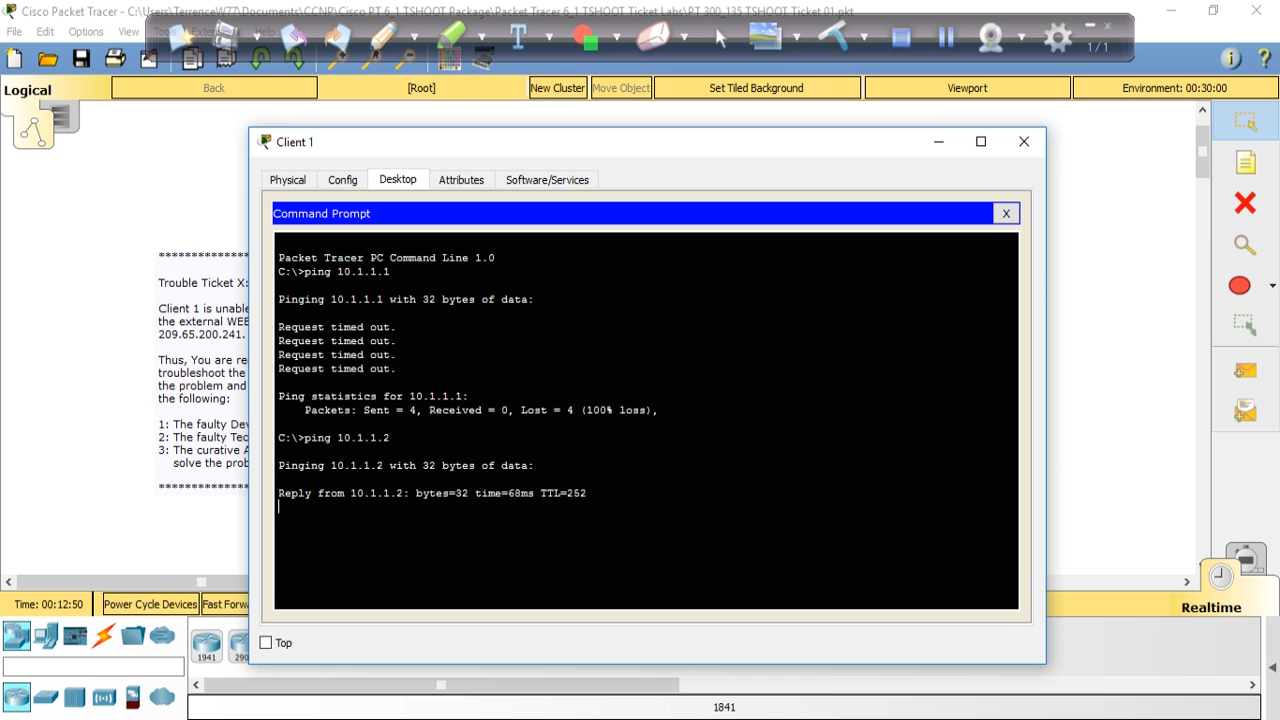 Cisco Packet Tracer - C:\Users\TerrenceW77\Documents\CCNP\Cisco PT 6_1 TSHOOT Package\Packet Tracer 6_1 TSHOOT Ticket Labs\PT 300_135 TSHOOT Ticket 01.pkt
File Edit Options View Tools Extensions Help
1/1
Logical
Back
[Root]
New Cluster
Move Object
Set Tiled Background
Viewport
Environment: 00:30:00
Client 1
Physical
Config
Desktop
Attributes
Software/Services
Command Prompt
X
Packet Tracer PC Command Line 1.0
C:\>ping 10.1.1.1
Pinging 10.1.1.1 with 32 bytes of data:
Request timed out.
Request timed out.
Request timed out.
Request timed out.
Ping statistics for 10.1.1.1:
Packets: Sent = 4, Received = 0, Lost = 4 (100% loss),
C:\>ping 10.1.1.2
Pinging 10.1.1.2 with 32 bytes of data:
Reply from 10.1.1.2: bytes=32 time=68ms TTL=252
Top
*****************
Trouble Ticket X:
Client 1 is unable
the external WEB
209.65.200.241.
Thus, You are re
troubleshoot the
the problem and
the following:
1: The faulty Dev
2: The faulty Tec
3: The curative A
solve the prob
*****************
Time: 00:12:50
Power Cycle Devices
Fast Forw
Realtime
1941
290
1841